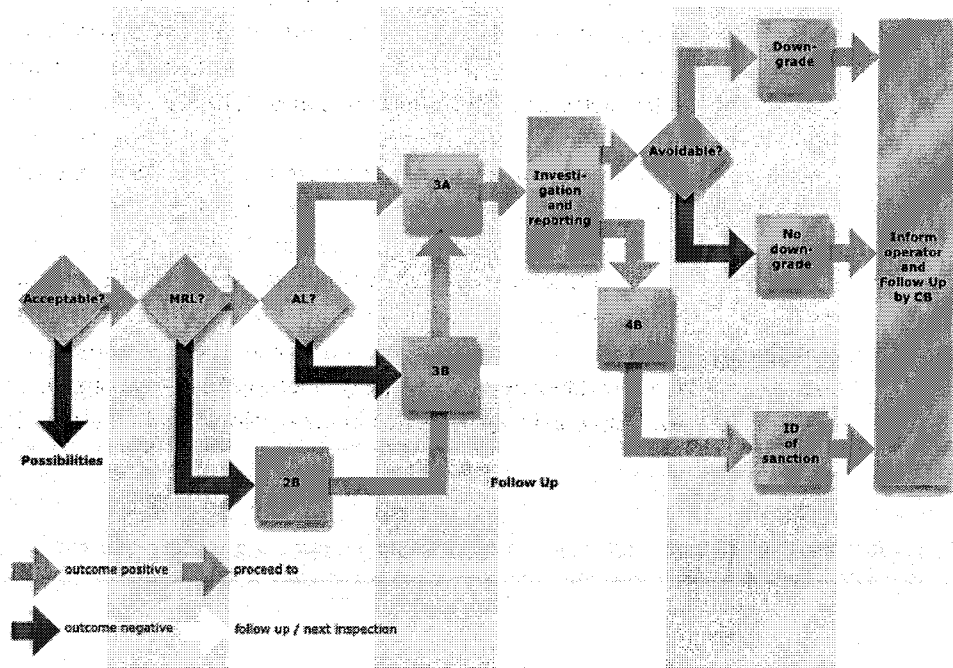 Down-
grade
Avoidable?
3A
Investi-
gation
and
reporting
No
down-
grade
Inform
operator
and
Follow Up
by CB
Acceptable?
MRL?
AL?
4B
3B
ID
of
sanction
Possibilities
2B
Follow Up
outcome positive
proceed to
outcome negative
follow up / next inspection